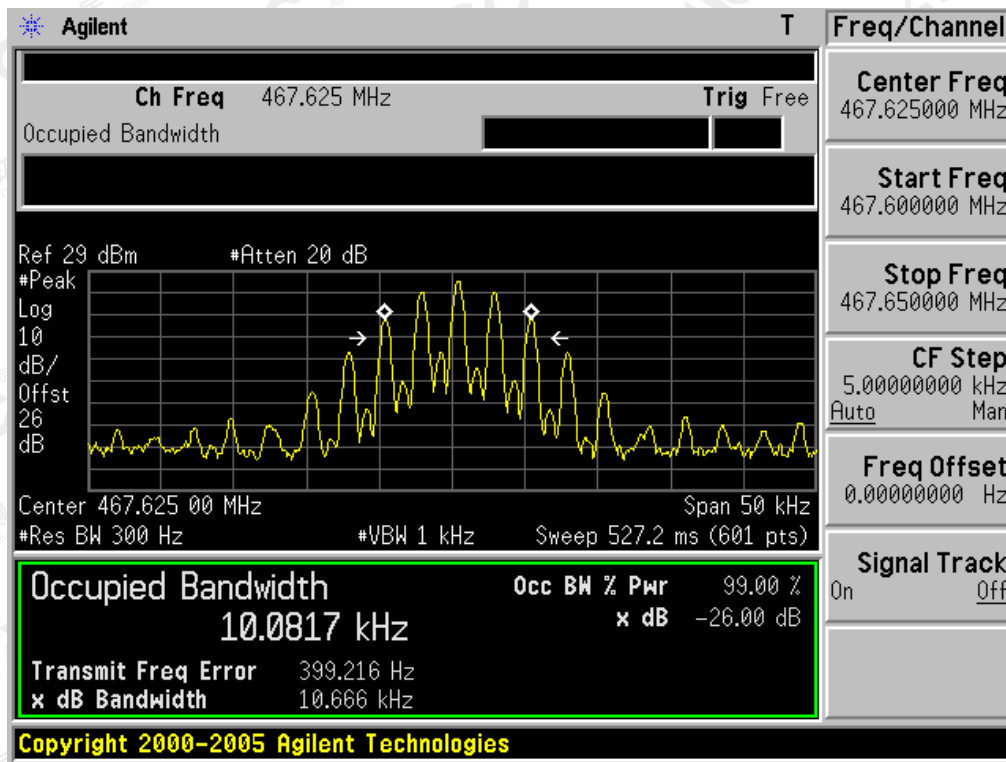 Agilent T
Freq/Channel
Ch Freq 467.625 MHz Trig Free
Occupied Bandwidth
Center Freq
467.625000 MHz
Start Freq
467.600000 MHz
Stop Freq
467.650000 MHz
CF Step
5.00000000 kHz
Auto Man
Freq Offset
0.00000000 Hz
Signal Track
On Off
Ref 29 dBm #Atten 20 dB
#Peak
Log
10
dB/
Offst
26
dB
Center 467.625 00 MHz Span 50 kHz
#Res BW 300 Hz #VBW 1 kHz Sweep 527.2 ms (601 pts)
Occupied Bandwidth Occ BW % Pwr 99.00 %
10.0817 kHz x dB -26.00 dB
Transmit Freq Error 399.216 Hz
x dB Bandwidth 10.666 kHz
Copyright 2000-2005 Agilent Technologies